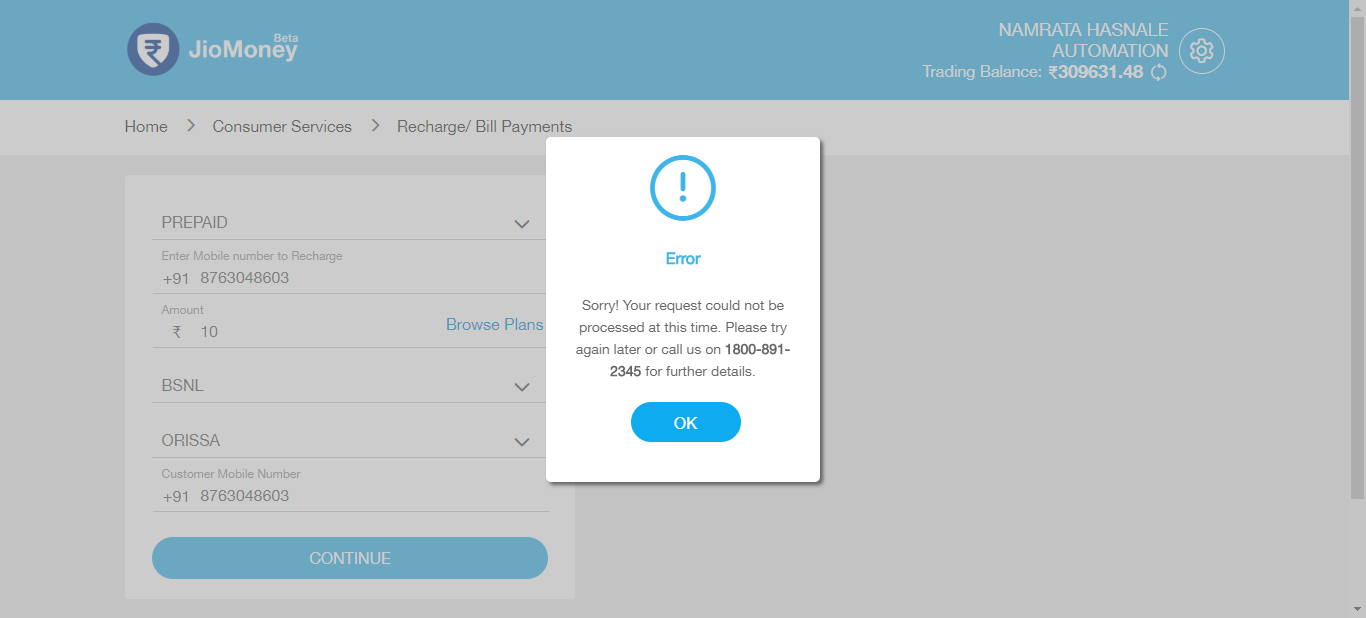 Beta
JioMoney
NAMRATA HASNALE
AUTOMATION
Trading Balance: ₹309631.48
Home > Consumer Services > Recharge/ Bill Payments
PREPAID
Enter Mobile number to Recharge
+91 8763048603
Amount
₹ 10 Browse Plans
BSNL
ORISSA
Customer Mobile Number
+91 8763048603
CONTINUE
!
Error
Sorry! Your request could not be
processed at this time. Please try
again later or call us on 1800-891-
2345 for further details.
OK